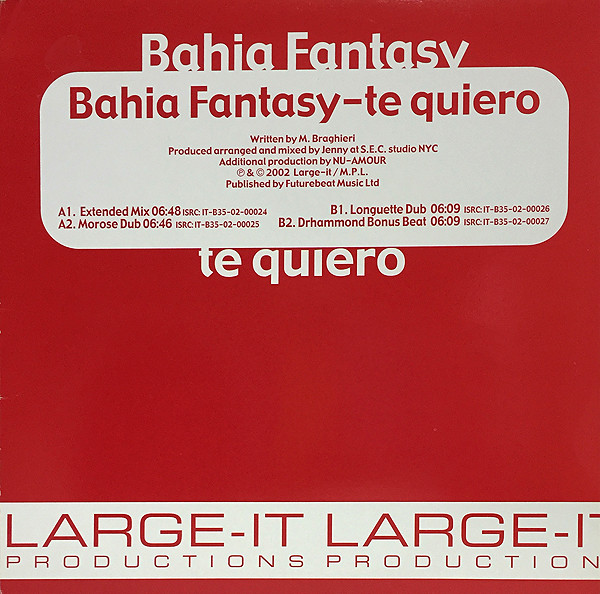 Bahia Fantasy
Bahia Fantasy-te quiero
Written by M. Braghieri
Produced arranged and mixed by Jenny at S.E.C. studio NYC
Additional production by NU-AMOUR
℗ & © 2002 Large-it / M.P.L.
Published by Futurebeat Music Ltd
A1. Extended Mix 06:48 ISRC: IT-B35-02-00024
B1. Longuette Dub 06:09 ISRC: IT-B35-02-00026
A2. Morose Dub 06:46 ISRC: IT-B35-02-00025
B2. Drhammond Bonus Beat 06:09 ISRC: IT-B35-02-00027
te quiero
LARGE-IT LARGE-IT
PRODUCTIONS PRODUCTION